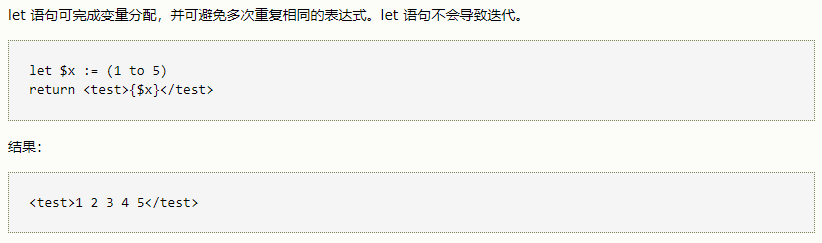 let 语句可完成变量分配，并可避免多次重复相同的表达式。let 语句不会导致迭代。
let $x := (1 to 5)
return <test>{$x}</test>
结果：
<test>1 2 3 4 5</test>